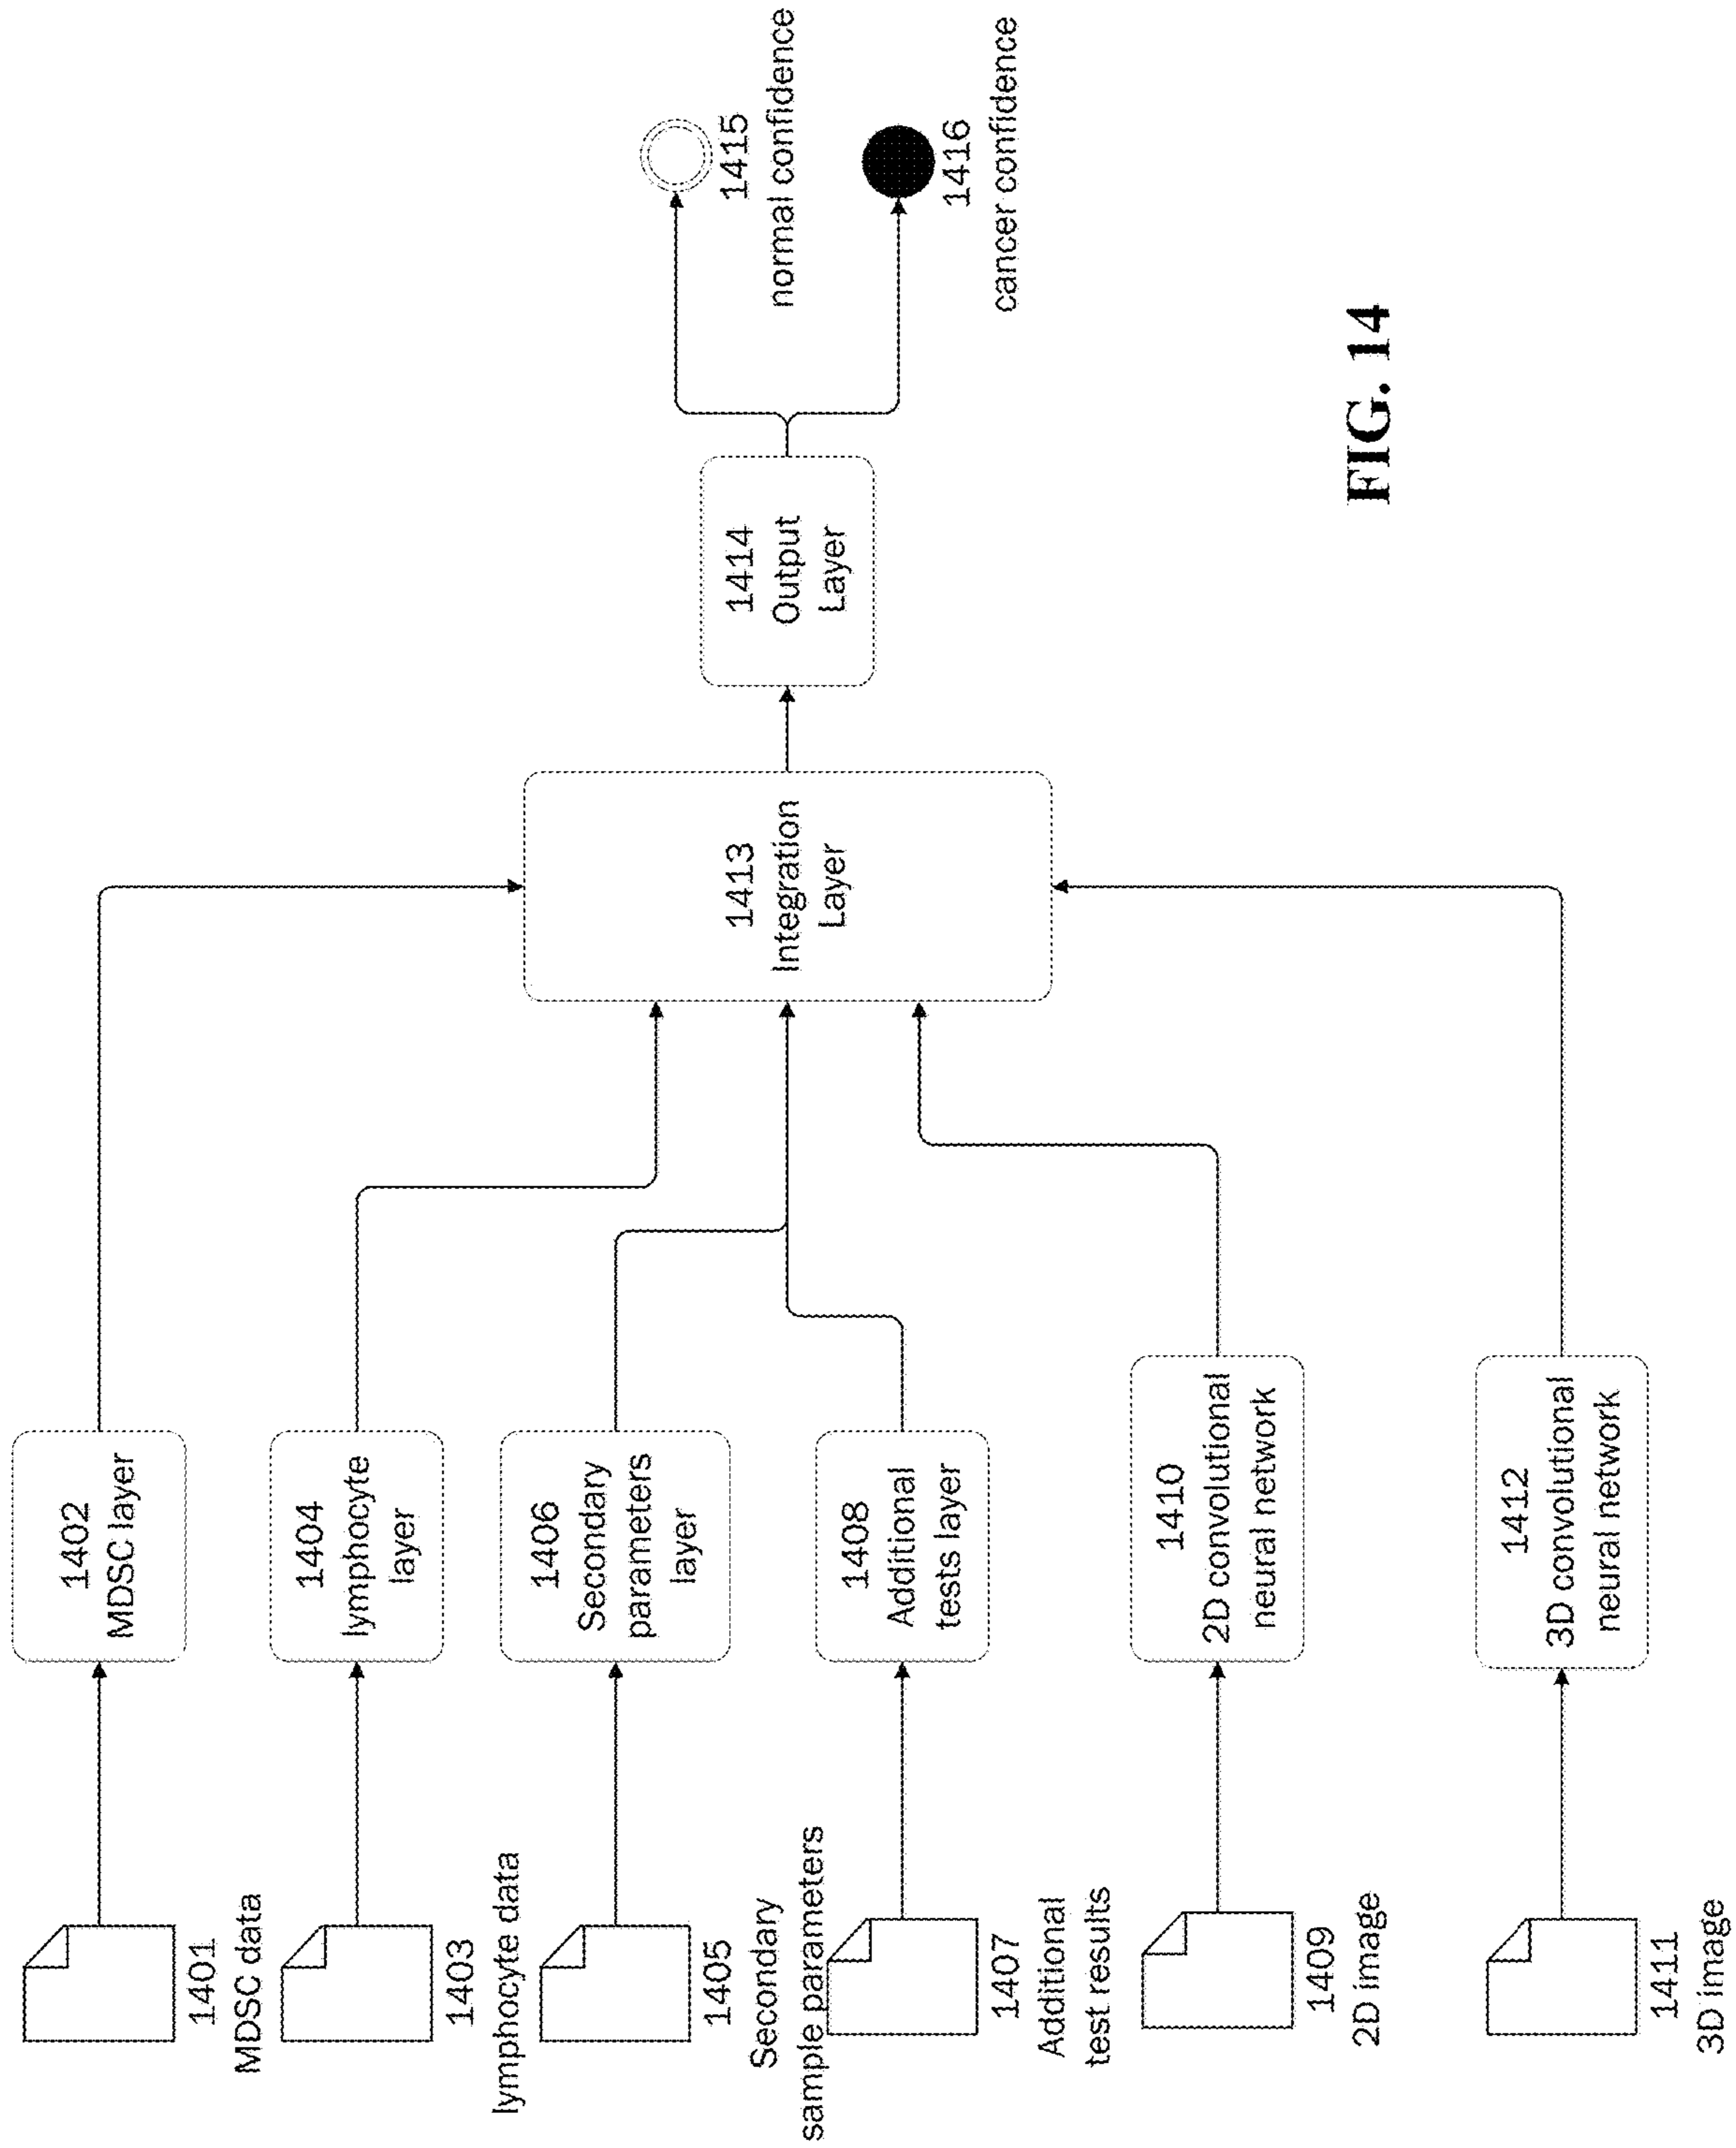 1401
MDSC data
1402
MDSC layer
1403
lymphocyte data
1404
lymphocyte
layer
1405
Secondary
sample parameters
1406
Secondary
parameters
layer
1407
Additional
test results
1408
Additional
tests layer
1409
2D image
1410
2D convolutional
neural network
1411
3D image
1412
3D convolutional
neural network
1413
Integration
Layer
1414
Output
Layer
1415
normal confidence
1416
cancer confidence
FIG. 14